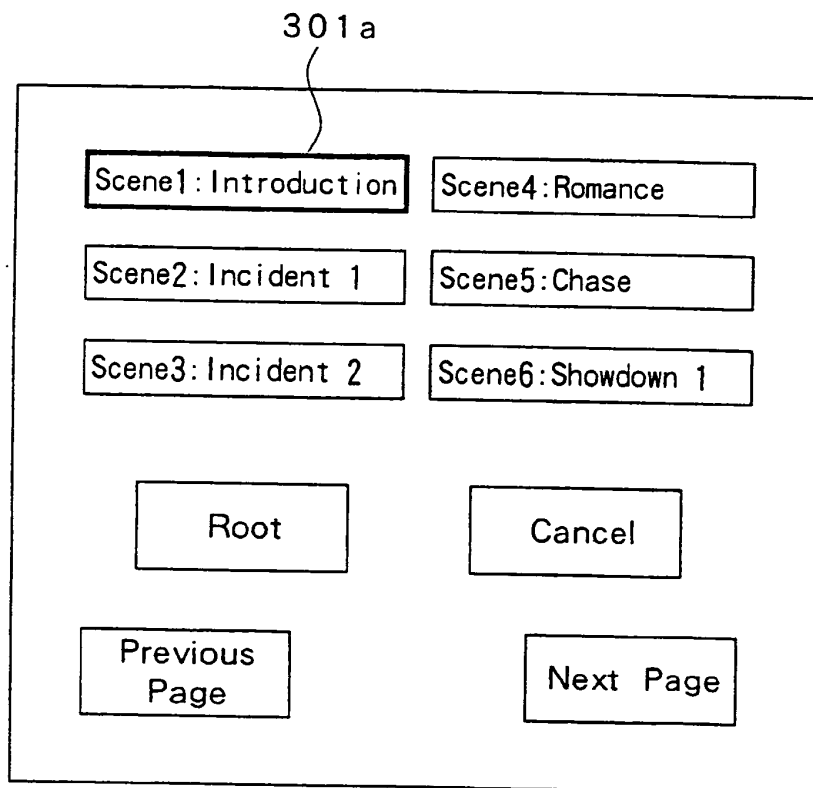 301a
Scene1:Introduction
Scene4:Romance
Scene2:Incident 1
Scene5:Chase
Scene3:Incident 2
Scene6:Showdown 1
Root
Cancel
Previous
Page
Next Page